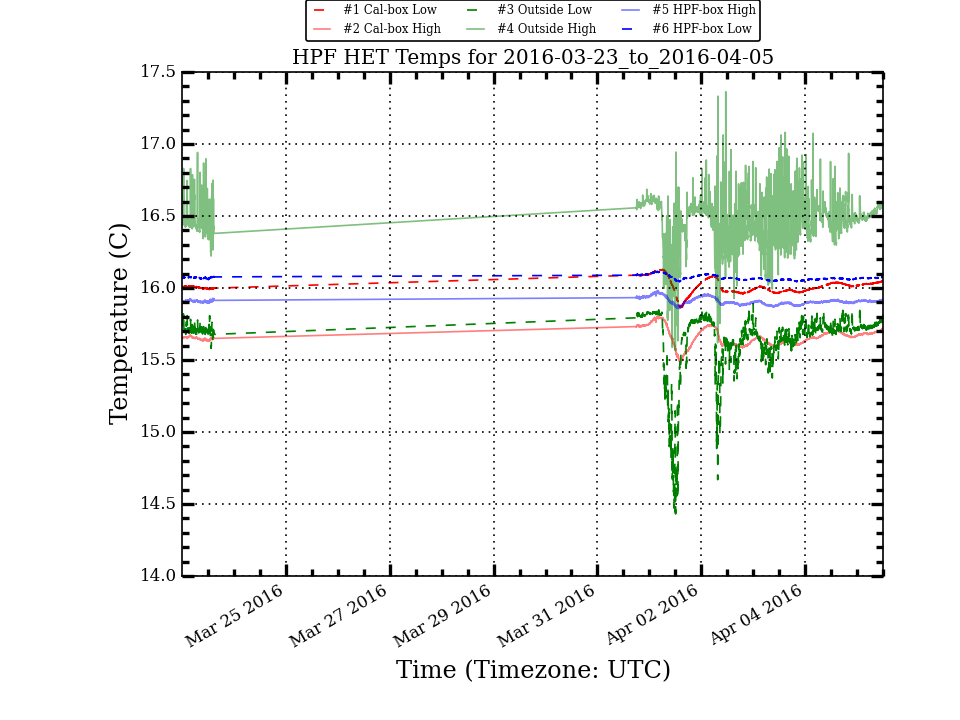 #1 Cal-box Low #3 Outside Low #5 HPF-box High
#2 Cal-box High #4 Outside High #6 HPF-box Low
HPF HET Temps for 2016-03-23_to_2016-04-05
17.5
17.0
16.5
16.0
15.5
15.0
14.5
14.0
Temperature (C)
Mar 25 2016 Mar 27 2016 Mar 29 2016 Mar 31 2016 Apr 02 2016 Apr 04 2016
Time (Timezone: UTC)